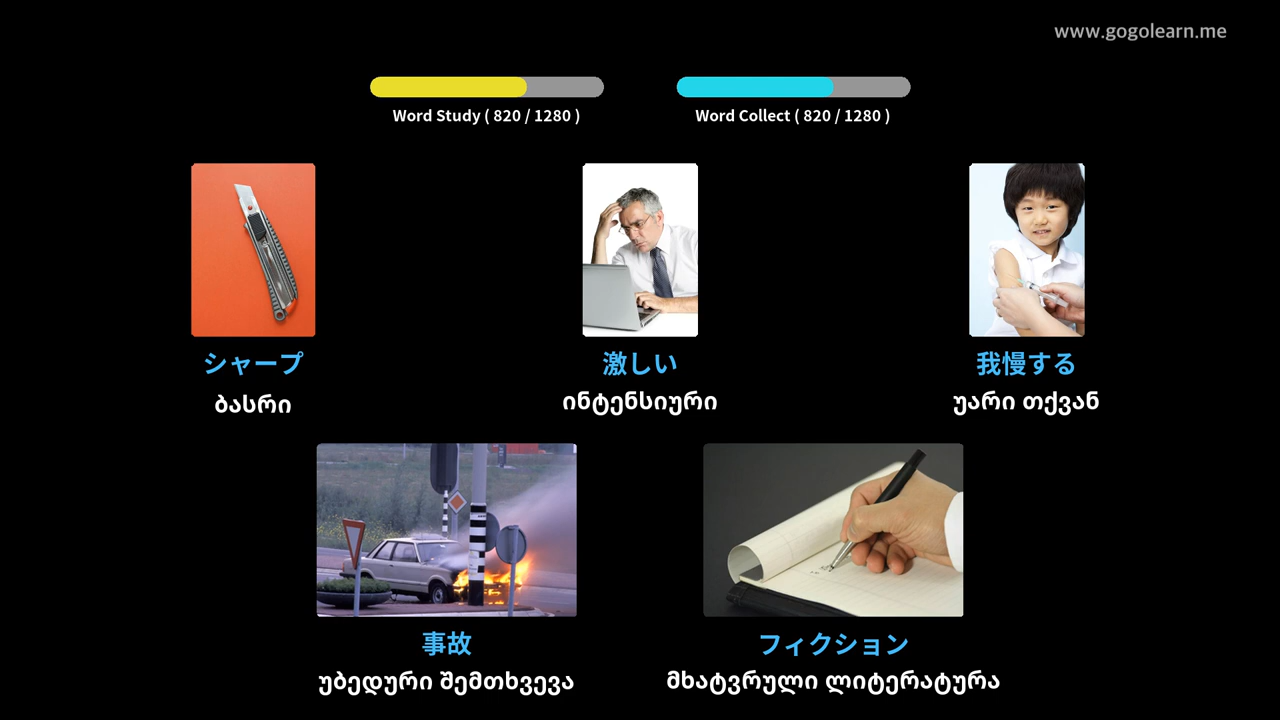 www.gogolearn.me
Word Study ( 820 / 1280 )
Word Collect ( 820 / 1280 )
シャープ
ბასრი
激しい
ინტენსიური
我慢する
უარი თქვან
事故
უბედური შემთხვევა
フィクション
მხატვრული ლიტერატურა